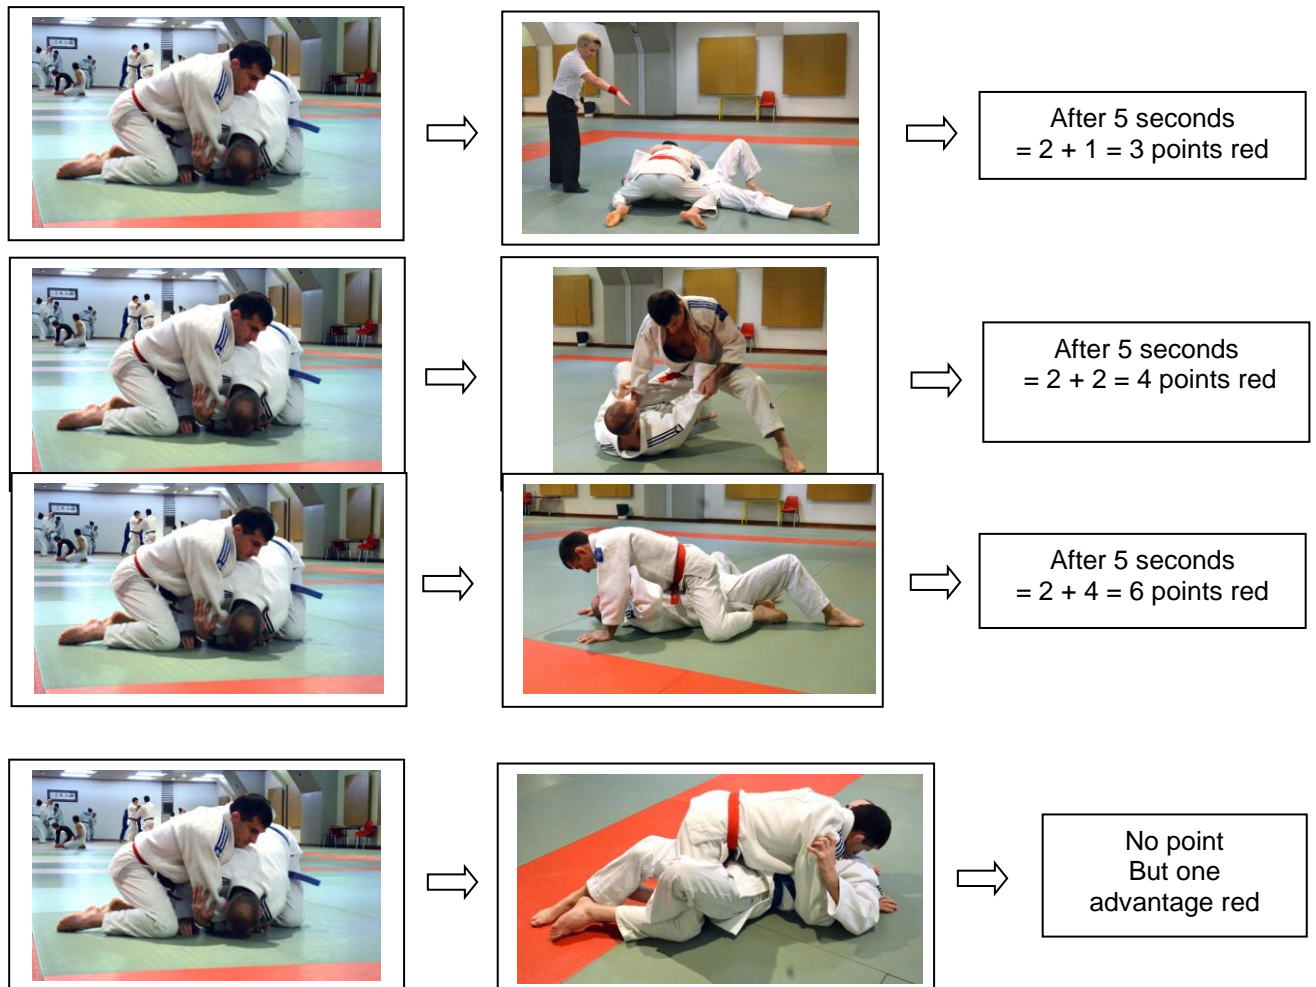 After 5 seconds
= 2 + 1 = 3 points red
After 5 seconds
= 2 + 2 = 4 points red
After 5 seconds
= 2 + 4 = 6 points red
No point
But one
advantage red